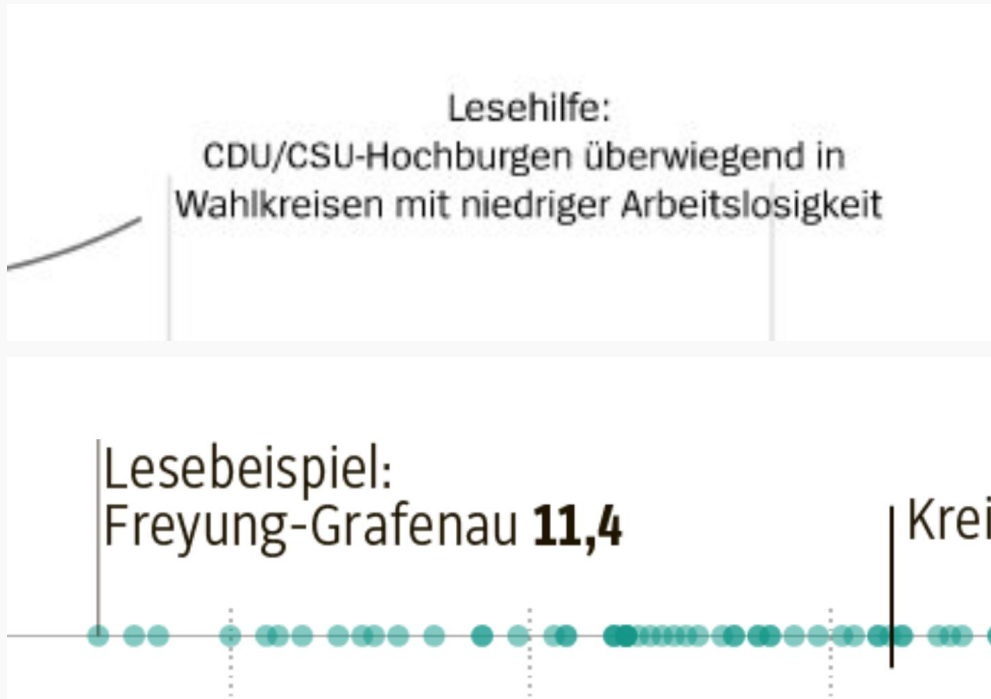 Lesehilfe:
CDU/CSU-Hochburgen überwiegend in
Wahlkreisen mit niedriger Arbeitslosigkeit
Lesebeispiel:
Freyung-Grafenau 11,4